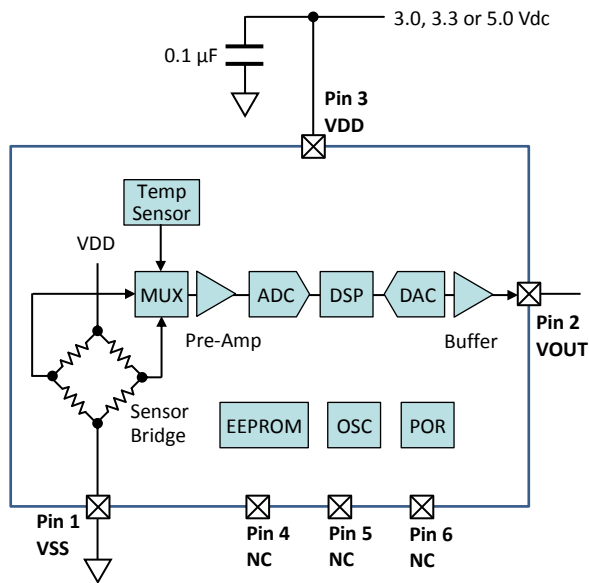 3.0, 3.3 or 5.0 Vdc
0.1 µF
Pin 3
VDD
Temp
Sensor
VDD
MUX
ADC
DSP
DAC
Pre-Amp
Buffer
Pin 2
VOUT
Sensor
Bridge
EEPROM
OSC
POR
Pin 1
VSS
Pin 4
NC
Pin 5
NC
Pin 6
NC